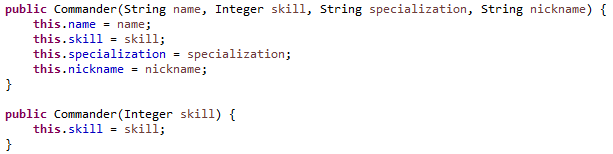 public Commander(String name, Integer skill, String specialization, String nickname) {
    this.name = name;
    this.skill = skill;
    this.specialization = specialization;
    this.nickname = nickname;
}

public Commander(Integer skill) {
    this.skill = skill;
}